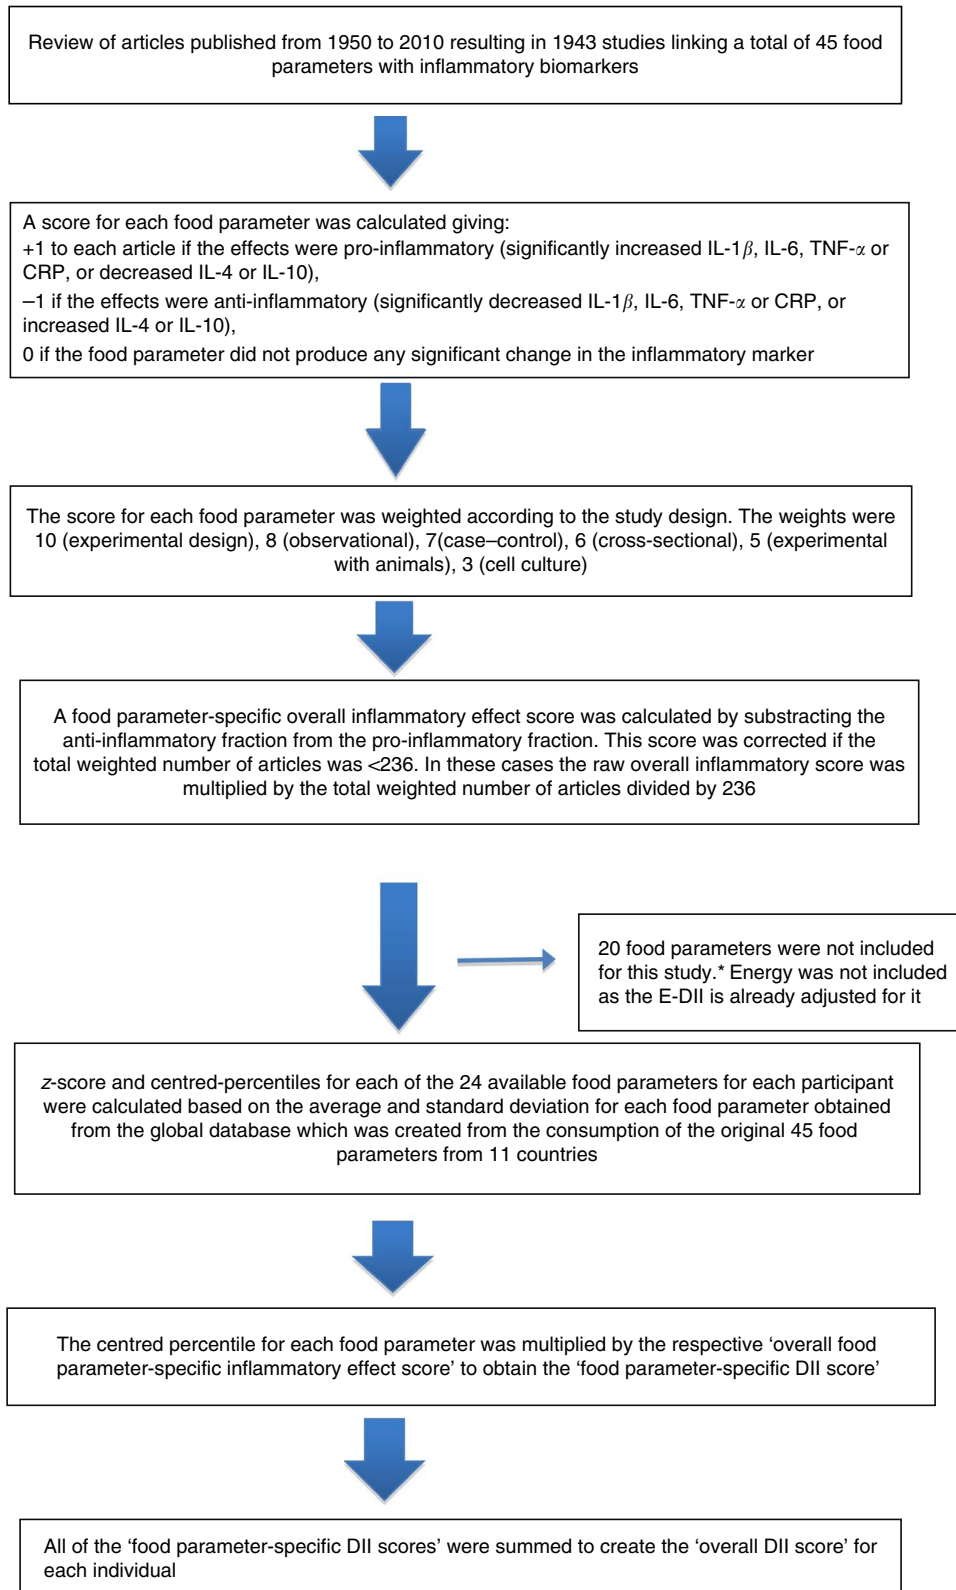 Review of articles published from 1950 to 2010 resulting in 1943 studies linking a total of 45 food
parameters with inflammatory biomarkers
A score for each food parameter was calculated giving:
+1 to each article if the effects were pro-inflammatory (significantly increased IL-1β, IL-6, TNF-α or
CRP, or decreased IL-4 or IL-10),
–1 if the effects were anti-inflammatory (significantly decreased IL-1β, IL-6, TNF-α or CRP, or
increased IL-4 or IL-10),
0 if the food parameter did not produce any significant change in the inflammatory marker
The score for each food parameter was weighted according to the study design. The weights were
10 (experimental design), 8 (observational), 7(case–control), 6 (cross-sectional), 5 (experimental
with animals), 3 (cell culture)
A food parameter-specific overall inflammatory effect score was calculated by substracting the
anti-inflammatory fraction from the pro-inflammatory fraction. This score was corrected if the
total weighted number of articles was <236. In these cases the raw overall inflammatory score was
multiplied by the total weighted number of articles divided by 236
20 food parameters were not included
for this study.* Energy was not included
as the E-DII is already adjusted for it
z-score and centred-percentiles for each of the 24 available food parameters for each participant
were calculated based on the average and standard deviation for each food parameter obtained
from the global database which was created from the consumption of the original 45 food
parameters from 11 countries
The centred percentile for each food parameter was multiplied by the respective ‘overall food
parameter-specific inflammatory effect score’ to obtain the ‘food parameter-specific DII score’
All of the ‘food parameter-specific DII scores’ were summed to create the ‘overall DII score’ for
each individual